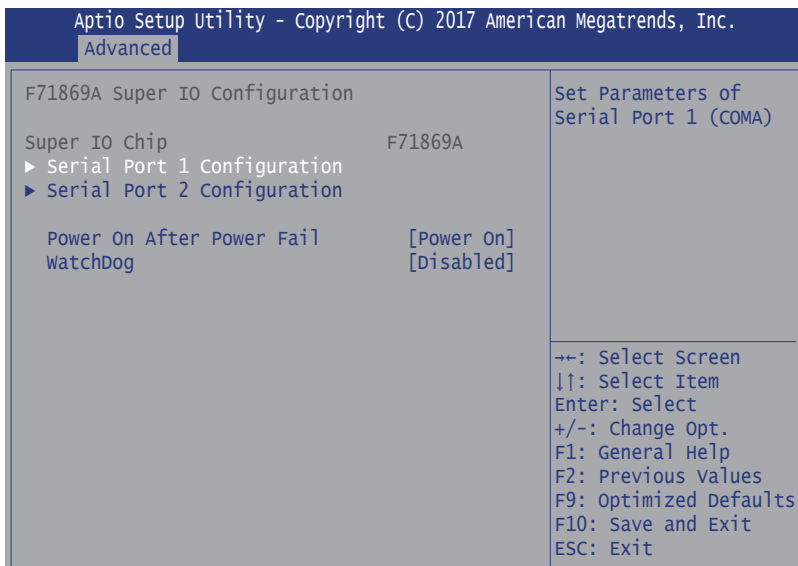 Aptio Setup Utility - Copyright (C) 2017 American Megatrends, Inc.
Advanced
F71869A Super IO Configuration
Super IO Chip F71869A
▶ Serial Port 1 Configuration
▶ Serial Port 2 Configuration
Power On After Power Fail [Power On]
WatchDog [Disabled]
Set Parameters of
Serial Port 1 (COMA)
→←: Select Screen
↓↑: Select Item
Enter: Select
+/-: Change Opt.
F1: General Help
F2: Previous Values
F9: Optimized Defaults
F10: Save and Exit
ESC: Exit